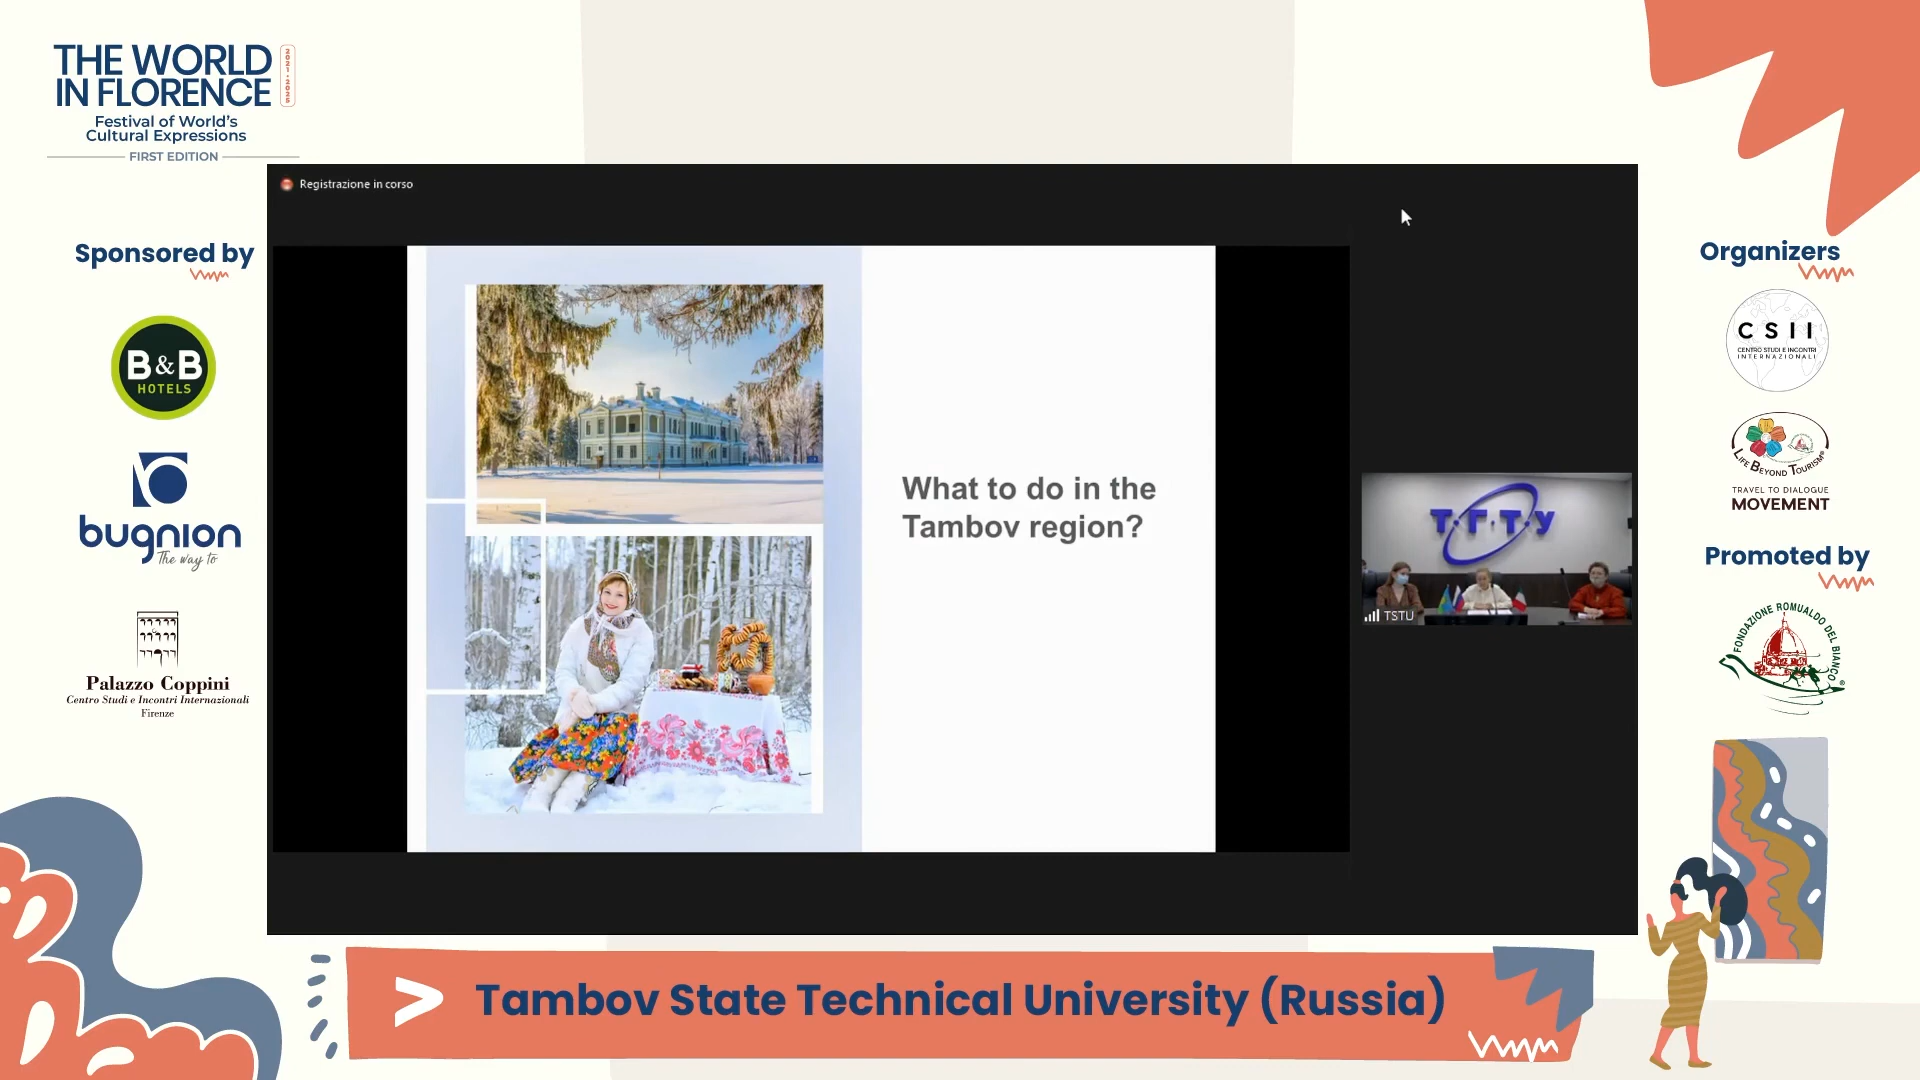 THE WORLD
IN FLORENCE
2021-2025
Festival of World's
Cultural Expressions
FIRST EDITION
Registrazione in corso
Sponsored by
B&B
HOTELS
bugnion
The way to
Palazzo Coppini
Centro Studi e Incontri Internazionali
Firenze
What to do in the
Tambov region?
Т·Г·Т·У
TSTU
Organizers
CSII
CENTRO STUDI E INCONTRI
INTERNAZIONALI
LIFE BEYOND TOURISM®
TRAVEL TO DIALOGUE
MOVEMENT
Promoted by
FONDAZIONE ROMUALDO DEL BIANCO®
> Tambov State Technical University (Russia)